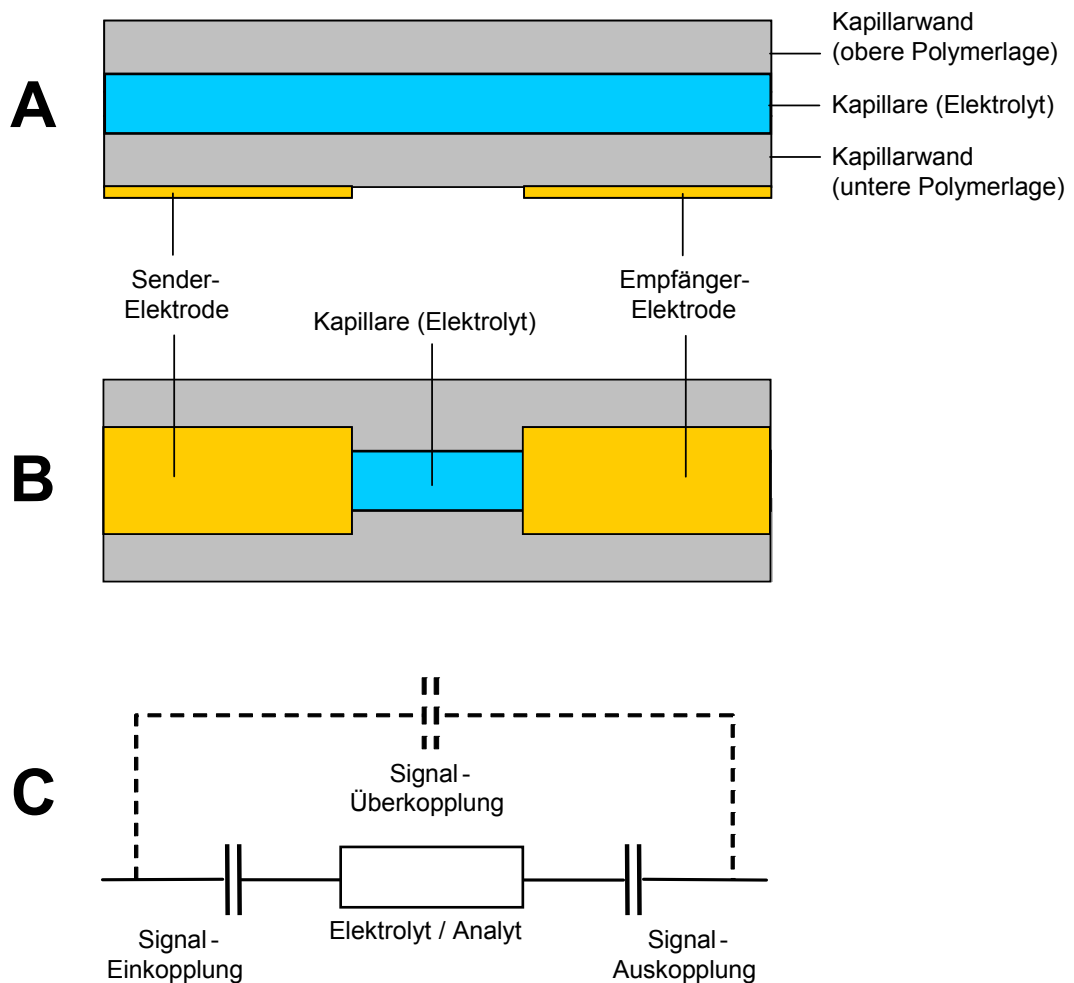 A
Kapillarwand
(obere Polymerlage)
Kapillare (Elektrolyt)
Kapillarwand
(untere Polymerlage)
Sender-
Elektrode
Empfänger-
Elektrode
Kapillare (Elektrolyt)
B
C
Signal-
Überkopplung
Elektrolyt / Analyt
Signal-
Einkopplung
Signal-
Auskopplung